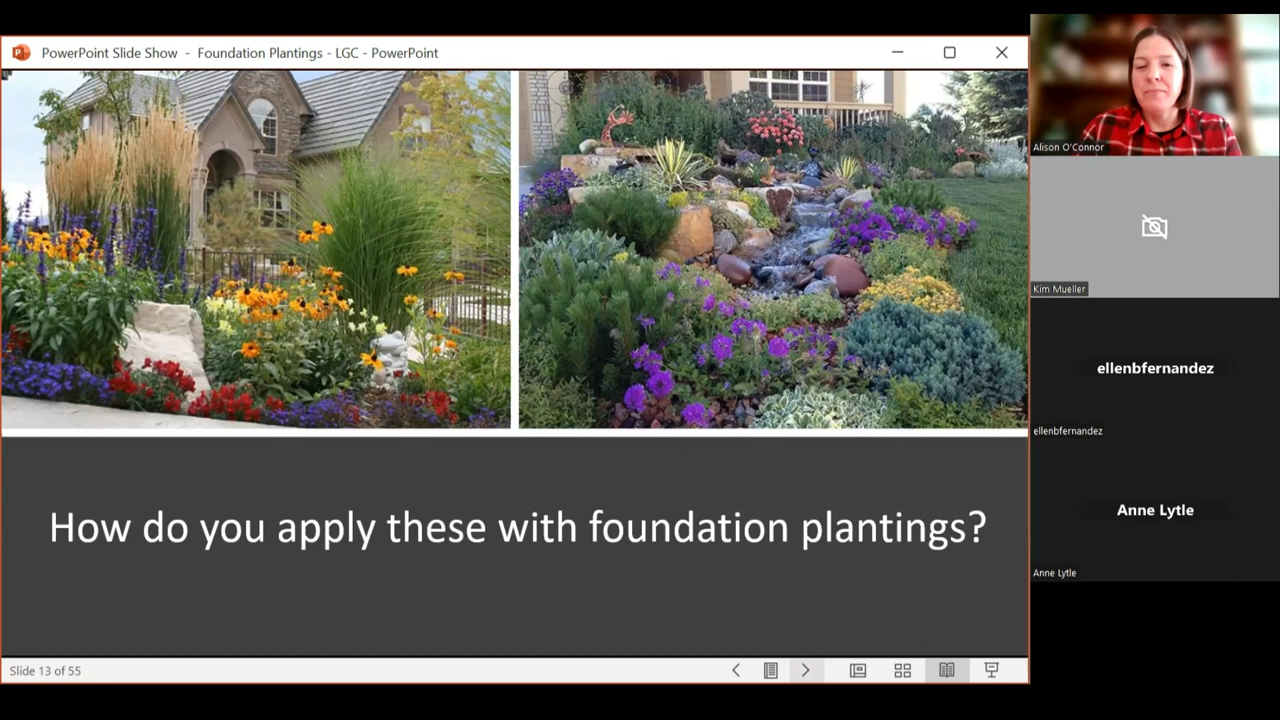 PowerPoint Slide Show - Foundation Plantings - LGC - PowerPoint
Alison O'Connor
Kim Mueller
ellenbfernandez
ellenbfernandez
Anne Lytle
Anne Lytle
How do you apply these with foundation plantings?
Slide 13 of 55